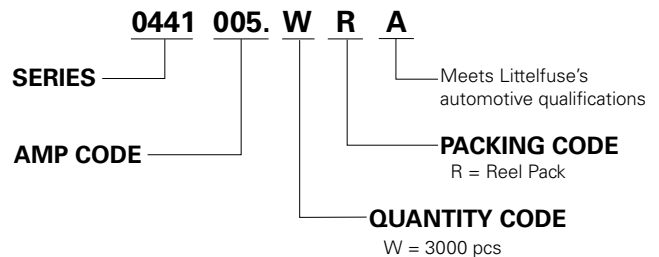 0441 005. W R A
SERIES
Meets Littelfuse's
automotive qualifications
AMP CODE
PACKING CODE
R = Reel Pack
QUANTITY CODE
W = 3000 pcs